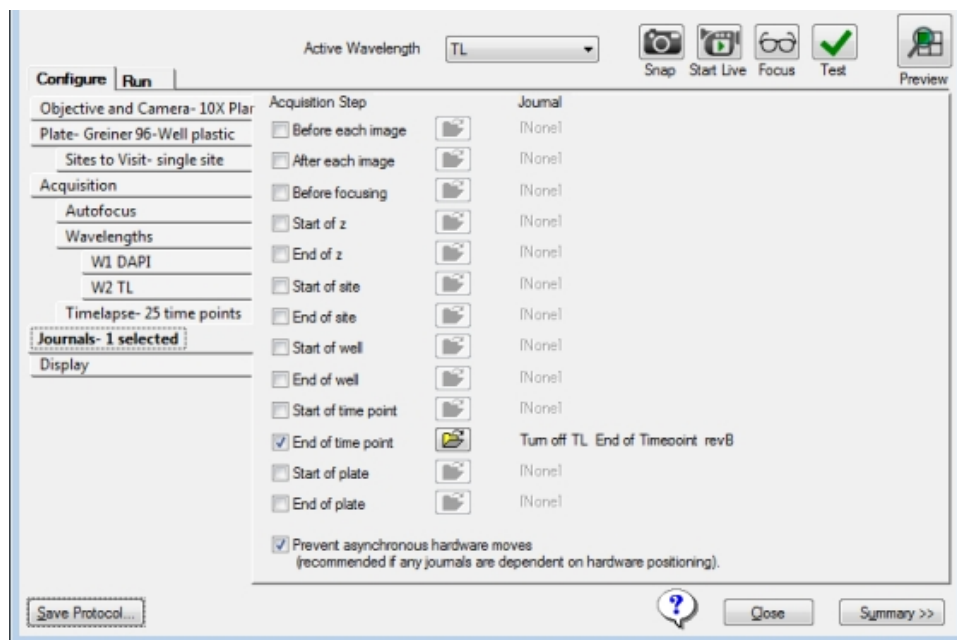 Active Wavelength TL
Snap Start Live Focus Test Preview
Configure Run
Objective and Camera- 10X Plan
Plate- Greiner 96-Well plastic
Sites to Visit- single site
Acquisition
Autofocus
Wavelengths
W1 DAPI
W2 TL
Timelapse- 25 time points
Journals- 1 selected
Display
Acquisition Step Journal
Before each image [None]
After each image [None]
Before focusing [None]
Start of z [None]
End of z [None]
Start of site [None]
End of site [None]
Start of well [None]
End of well [None]
Start of time point [None]
End of time point Turn off TL End of Timepoint revB
Start of plate [None]
End of plate [None]
Prevent asynchronous hardware moves
(recommended if any journals are dependent on hardware positioning).
Save Protocol... ? Close Summary >>